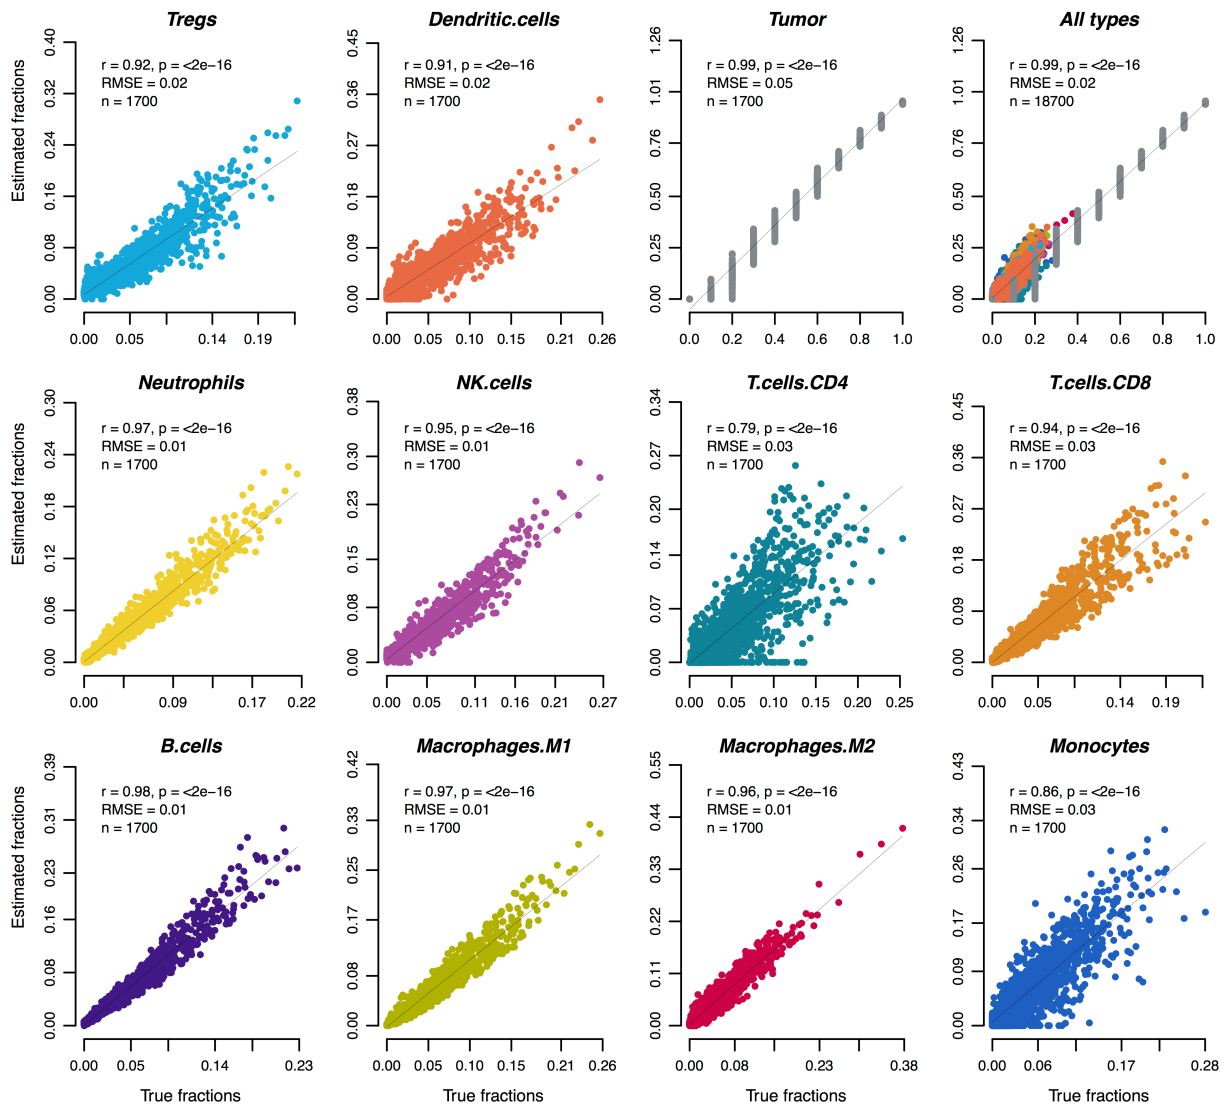 Tregs
r = 0.92, p = <2e−16
RMSE = 0.02
n = 1700
Estimated fractions
0.40
0.32
0.24
0.16
0.08
0.00
0.00 0.05 0.14 0.19
Dendritic.cells
r = 0.91, p = <2e−16
RMSE = 0.02
n = 1700
0.45
0.36
0.27
0.18
0.09
0.00
0.00 0.05 0.10 0.15 0.21 0.26
Tumor
r = 0.99, p = <2e−16
RMSE = 0.05
n = 1700
1.26
1.01
0.76
0.50
0.25
0.00
0.0 0.2 0.4 0.6 0.8 1.0
All types
r = 0.99, p = <2e−16
RMSE = 0.02
n = 18700
1.26
1.01
0.76
0.50
0.25
0.00
0.0 0.2 0.4 0.6 0.8 1.0
Neutrophils
r = 0.97, p = <2e−16
RMSE = 0.01
n = 1700
Estimated fractions
0.30
0.24
0.18
0.12
0.06
0.00
0.00 0.09 0.17 0.22
NK.cells
r = 0.95, p = <2e−16
RMSE = 0.01
n = 1700
0.38
0.30
0.23
0.15
0.08
0.00
0.00 0.05 0.11 0.16 0.27
T.cells.CD4
r = 0.79, p = <2e−16
RMSE = 0.03
n = 1700
0.34
0.27
0.20
0.14
0.07
0.00
0.00 0.05 0.10 0.15 0.20 0.25
T.cells.CD8
r = 0.94, p = <2e−16
RMSE = 0.03
n = 1700
0.45
0.36
0.27
0.18
0.09
0.00
0.00 0.05 0.14 0.19
B.cells
r = 0.98, p = <2e−16
RMSE = 0.01
n = 1700
Estimated fractions
0.39
0.31
0.23
0.16
0.08
0.00
0.00 0.05 0.14 0.23
True fractions
Macrophages.M1
r = 0.97, p = <2e−16
RMSE = 0.01
n = 1700
0.42
0.33
0.25
0.17
0.08
0.00
0.00 0.05 0.10 0.15 0.21 0.26
True fractions
Macrophages.M2
r = 0.96, p = <2e−16
RMSE = 0.01
n = 1700
0.55
0.44
0.33
0.22
0.11
0.00
0.00 0.08 0.23 0.38
True fractions
Monocytes
r = 0.86, p = <2e−16
RMSE = 0.03
n = 1700
0.43
0.34
0.26
0.17
0.09
0.00
0.00 0.06 0.17 0.28
True fractions